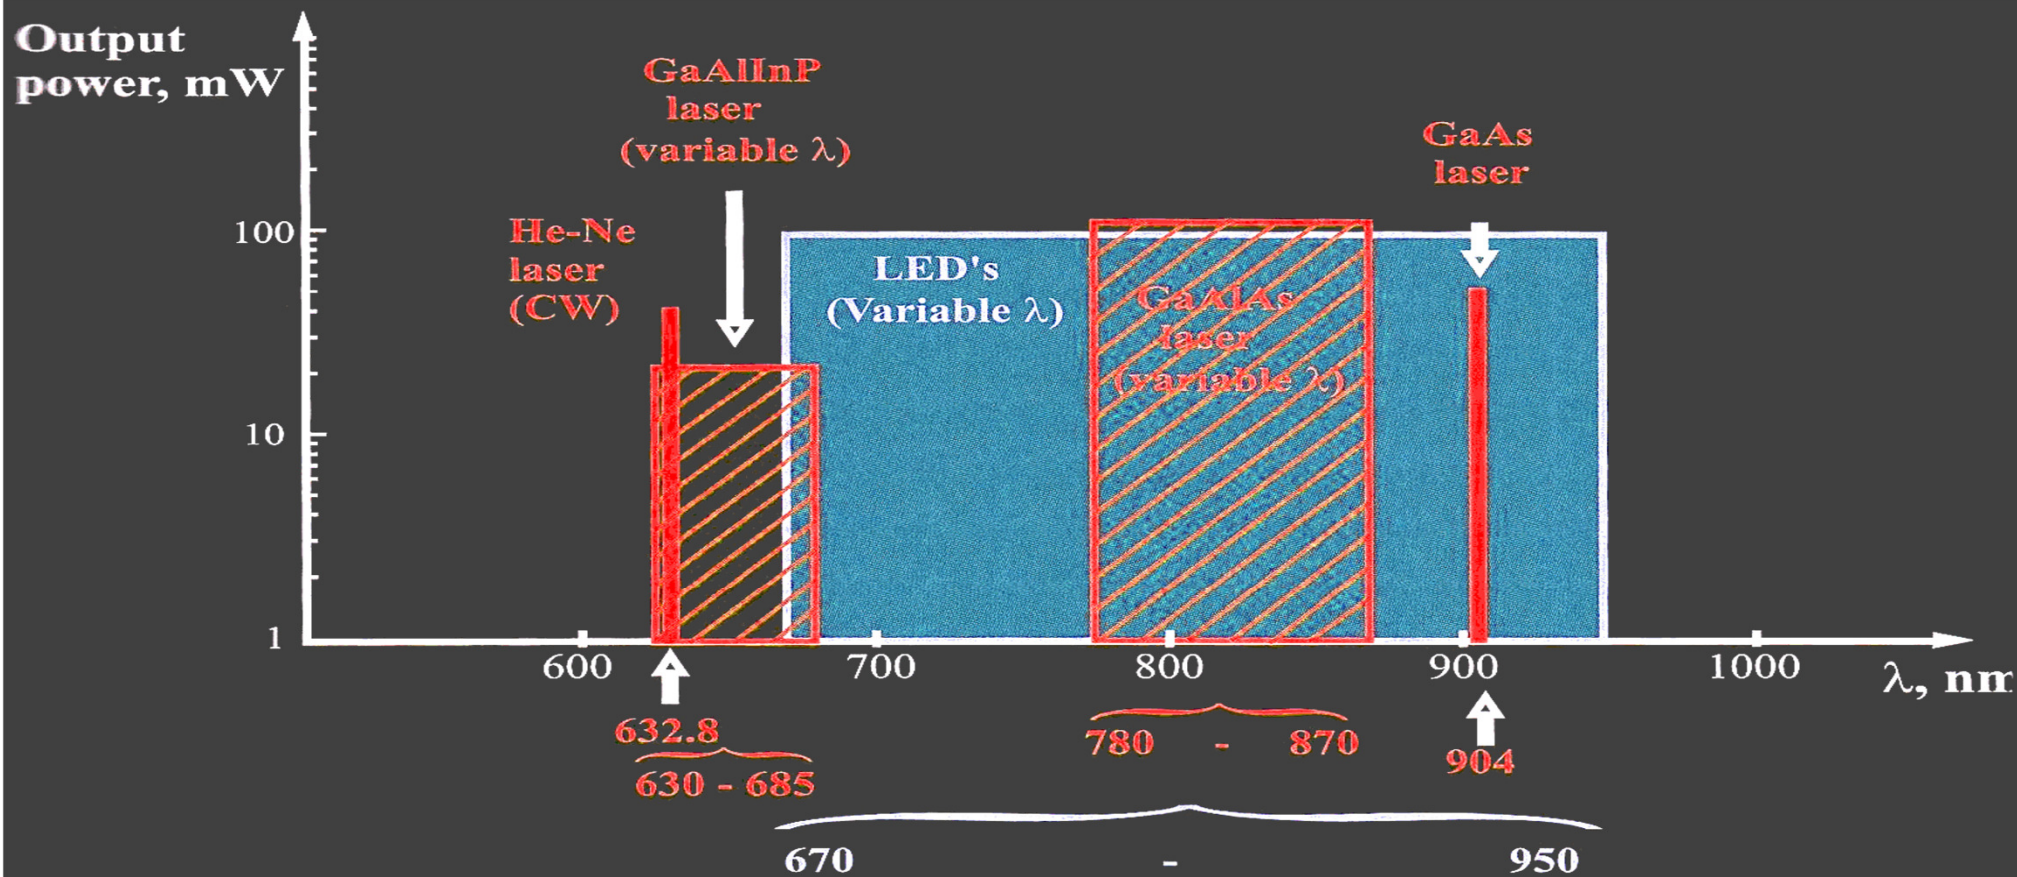 Output
power, mW
GaAlInP
laser
(variable λ)
GaAs
laser
He-Ne
laser
(CW)
LED's
(Variable λ)
GaAlAs
laser
(variable λ)
100
10
1
600
700
800
900
1000
λ, nm
632.8
630 - 685
780 - 870
904
670 - 950